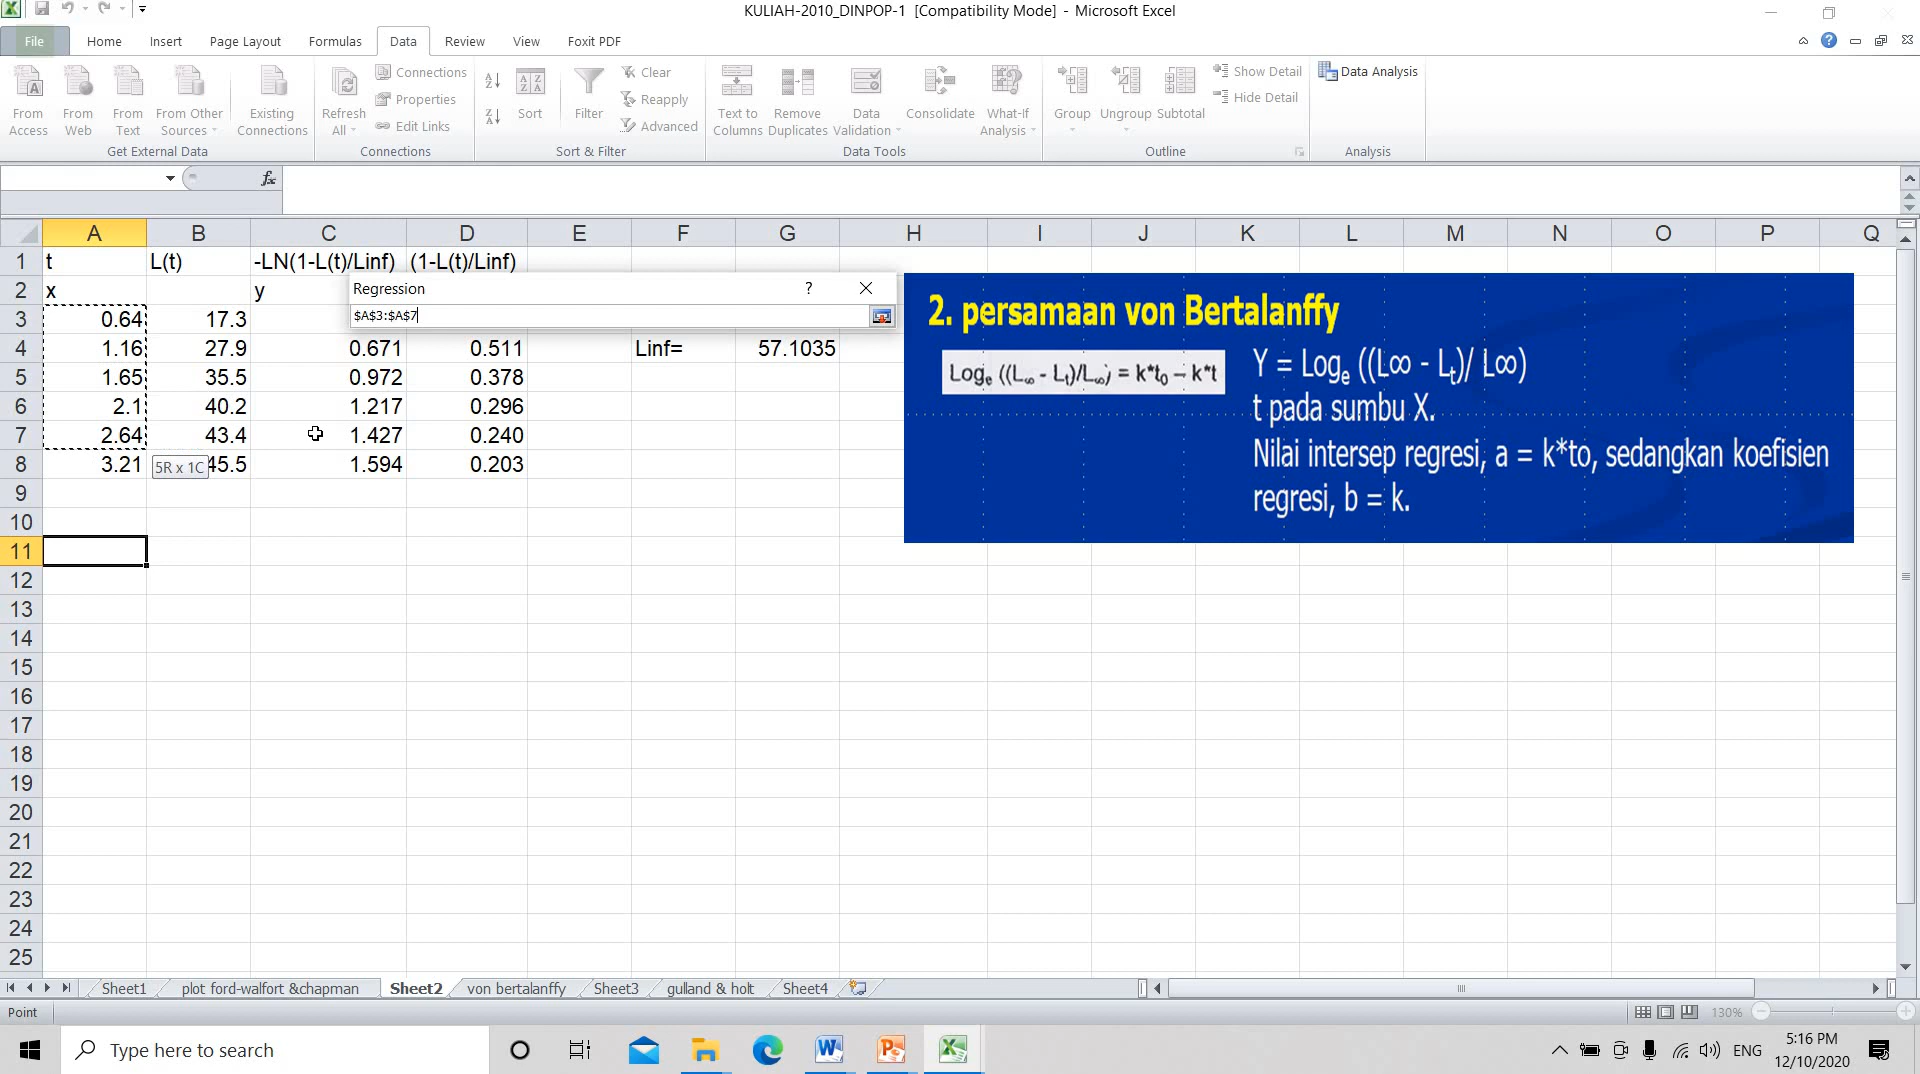 KULIAH-2010_DINPOP-1 [Compatibility Mode] - Microsoft Excel
File Home Insert Page Layout Formulas Data Review View Foxit PDF
From Access
From Web
From Text
From Other Sources
Existing Connections
Get External Data
Refresh All
Connections
Properties
Edit Links
Connections
Sort
Filter
Clear
Reapply
Advanced
Sort & Filter
Text to Columns
Remove Duplicates
Data Validation
Consolidate
What-If Analysis
Data Tools
Group
Ungroup
Subtotal
Show Detail
Hide Detail
Outline
Data Analysis
Analysis
fx
A B C D E F G H I J K L M N O P Q
1 t L(t) -LN(1-L(t)/Linf) (1-L(t)/Linf)
2 x y
Regression ?
$A$3:$A$7
3 0.64 17.3
4 1.16 27.9 0.671 0.511 Linf= 57.1035
5 1.65 35.5 0.972 0.378
6 2.1 40.2 1.217 0.296
7 2.64 43.4 1.427 0.240
8 3.21 45.5 1.594 0.203
5R x 1C
9
10
11
12
13
14
15
16
17
18
19
20
21
22
23
24
25
2. persamaan von Bertalanffy
Logₑ ((L∞ - Lₜ)/L∞) = k*t₀ – k*t
Y = Logₑ ((L∞ - Lₜ)/ L∞)
t pada sumbu X.
Nilai intersep regresi, a = k*to, sedangkan koefisien
regresi, b = k.
Sheet1 plot ford-walfort &chapman Sheet2 von bertalanffy Sheet3 gulland & holt Sheet4
Point 130%
Type here to search
ENG
5:16 PM
12/10/2020